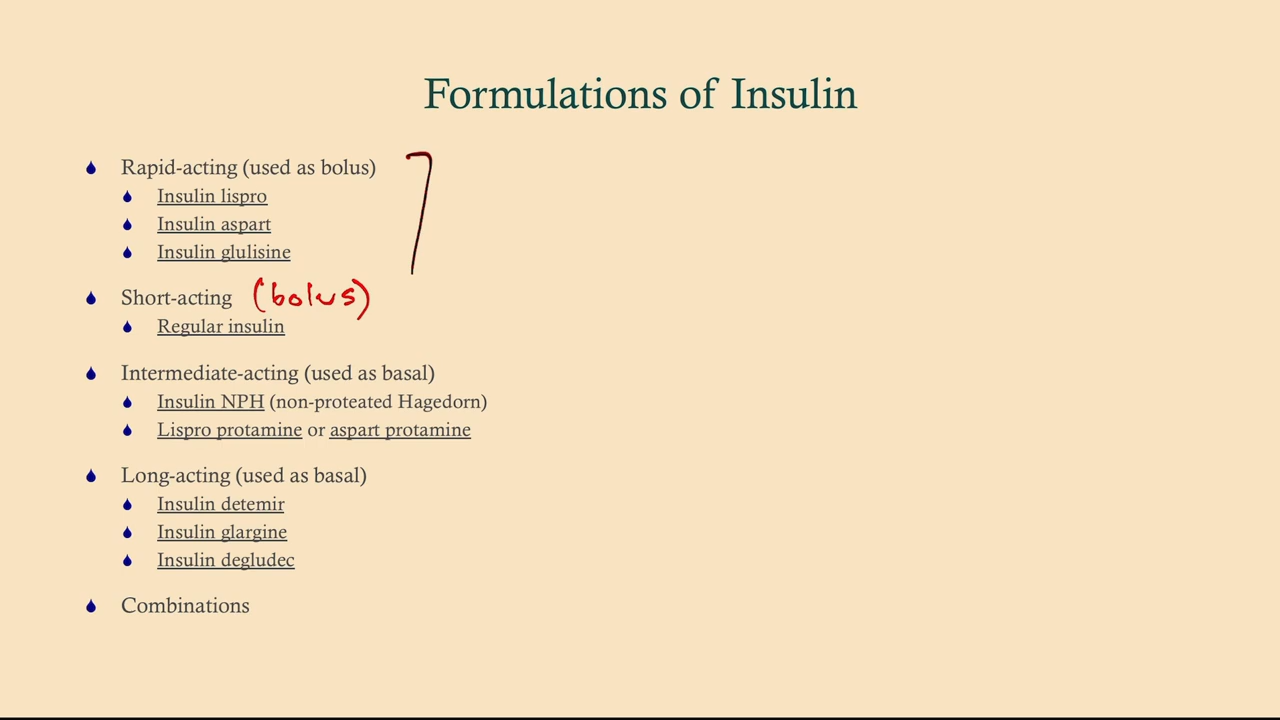 Formulations of Insulin
Rapid-acting (used as bolus)
Insulin lispro
Insulin aspart
Insulin glulisine
Short-acting (bolus)
Regular insulin
Intermediate-acting (used as basal)
Insulin NPH (non-proteated Hagedorn)
Lispro protamine or aspart protamine
Long-acting (used as basal)
Insulin detemir
Insulin glargine
Insulin degludec
Combinations